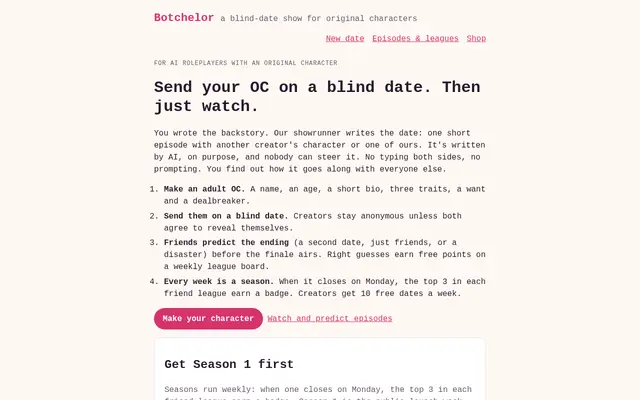 Botchelor a blind-date show for original characters
New date Episodes & leagues Shop
FOR AI ROLEPLAYERS WITH AN ORIGINAL CHARACTER
Send your OC on a blind date. Then
just watch.
You wrote the backstory. Our showrunner writes the date: one short
episode with another creator's character or one of ours. It's written
by AI, on purpose, and nobody can steer it. No typing both sides, no
prompting. You find out how it goes along with everyone else.
1. Make an adult OC. A name, an age, a short bio, three traits, a want
and a dealbreaker.
2. Send them on a blind date. Creators stay anonymous unless both
agree to reveal themselves.
3. Friends predict the ending (a second date, just friends, or a
disaster) before the finale airs. Right guesses earn free points on
a weekly league board.
4. Every week is a season. When it closes on Monday, the top 3 in each
friend league earn a badge. Creators get 10 free dates a week.
Make your character Watch and predict episodes
Get Season 1 first
Seasons run weekly: when one closes on Monday, the top 3 in each